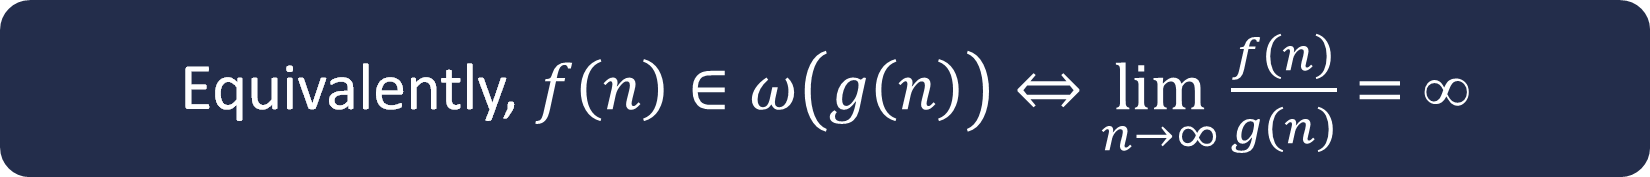 Equivalently, 𝑓(𝑛) ∈ 𝜔(𝑔(𝑛)) ⇔ lim_{𝑛→∞} 𝑓(𝑛)/𝑔(𝑛) = ∞